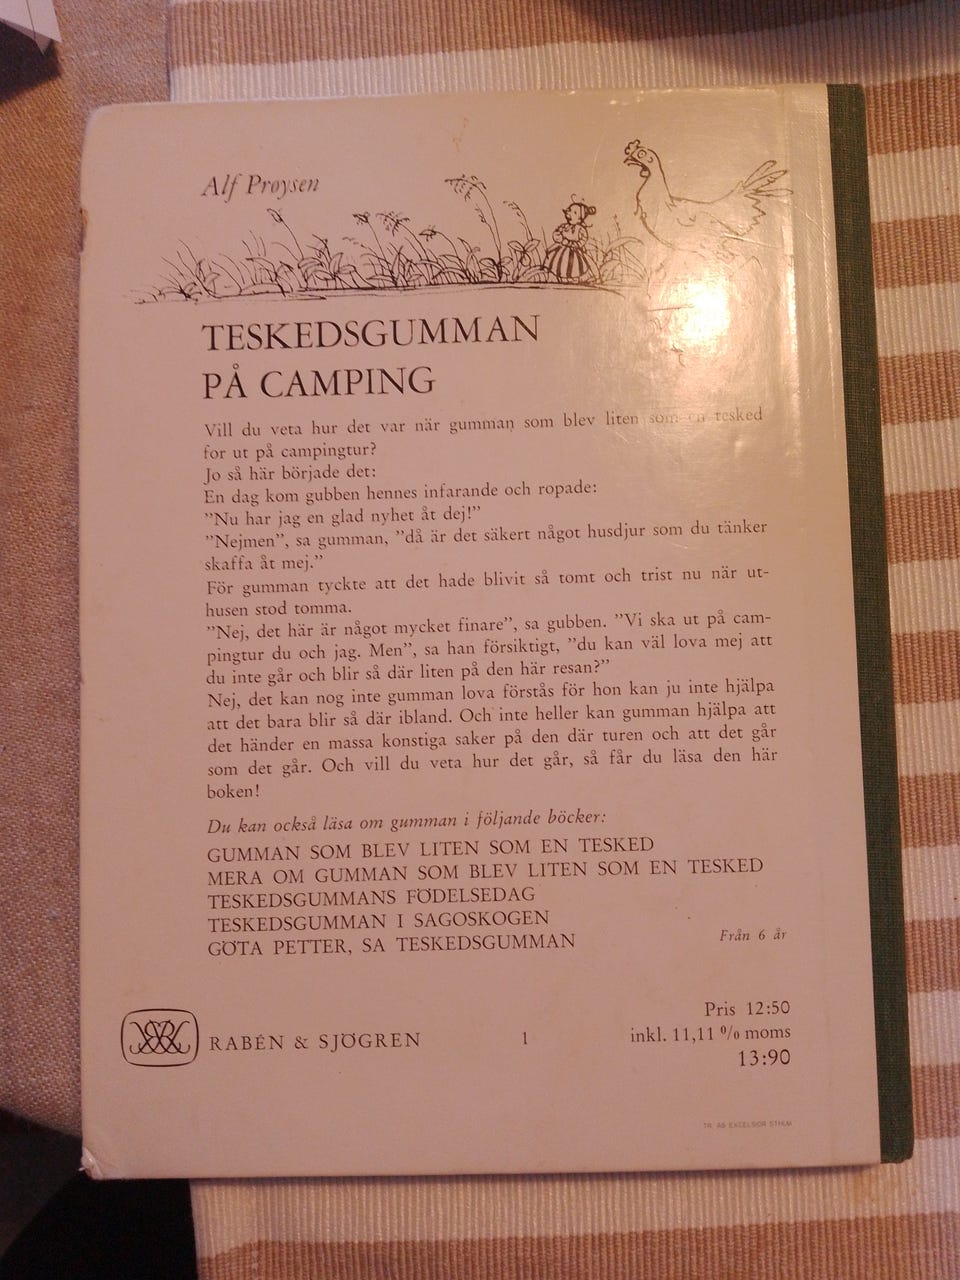 Alf Prøysen
TESKEDSGUMMAN
PÅ CAMPING
Vill du veta hur det var när gumman som blev liten som en tesked
for ut på campingtur?
Jo så här började det:
En dag kom gubben hennes infarande och ropade:
”Nu har jag en glad nyhet åt dej!”
”Nejmen”, sa gumman, ”då är det säkert något husdjur som du tänker
skaffa åt mej.”
För gumman tyckte att det hade blivit så tomt och trist nu när ut-
husen stod tomma.
”Nej, det här är något mycket finare”, sa gubben. ”Vi ska ut på cam-
pingtur du och jag. Men”, sa han försiktigt, ”du kan väl lova mej att
du inte går och blir så där liten på den här resan?”
Nej, det kan nog inte gumman lova förstås för hon kan ju inte hjälpa
att det bara blir så där ibland. Och inte heller kan gumman hjälpa att
det händer en massa konstiga saker på den där turen och att det går
som det går. Och vill du veta hur det går, så får du läsa den här
boken!
Du kan också läsa om gumman i följande böcker:
GUMMAN SOM BLEV LITEN SOM EN TESKED
MERA OM GUMMAN SOM BLEV LITEN SOM EN TESKED
TESKEDSGUMMANS FÖDELSEDAG
TESKEDSGUMMAN I SAGOSKOGEN
GÖTA PETTER, SA TESKEDSGUMMAN
Från 6 år
RABÉN & SJÖGREN
1
Pris 12:50
inkl. 11,11 % moms
13:90
TR. AB EXCELSIOR STHLM